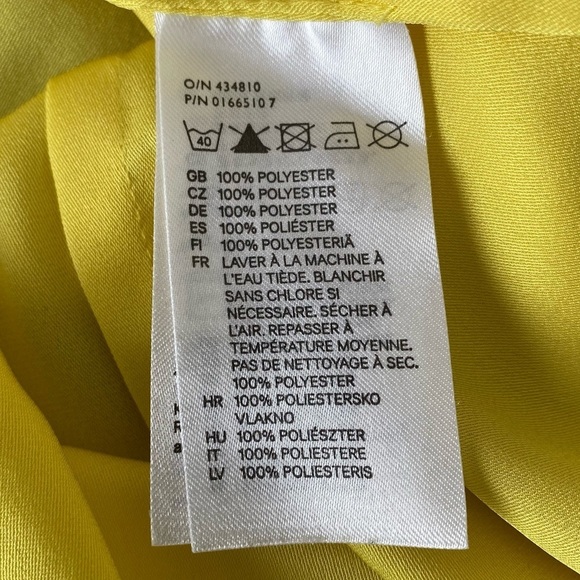 O/N 434810
P/N 0166510 7
40
GB 100% POLYESTER
CZ 100% POLYESTER
DE 100% POLYESTER
ES 100% POLIÉSTER
FI 100% POLYESTERIÄ
FR LAVER À LA MACHINE À
L'EAU TIÈDE. BLANCHIR
SANS CHLORE SI
NÉCESSAIRE. SÉCHER À
L'AIR. REPASSER À
TEMPÉRATURE MOYENNE.
PAS DE NETTOYAGE À SEC.
100% POLYESTER
HR 100% POLIESTERSKO
VLAKNO
HU 100% POLIÉSZTER
IT 100% POLIESTERE
LV 100% POLIESTERIS